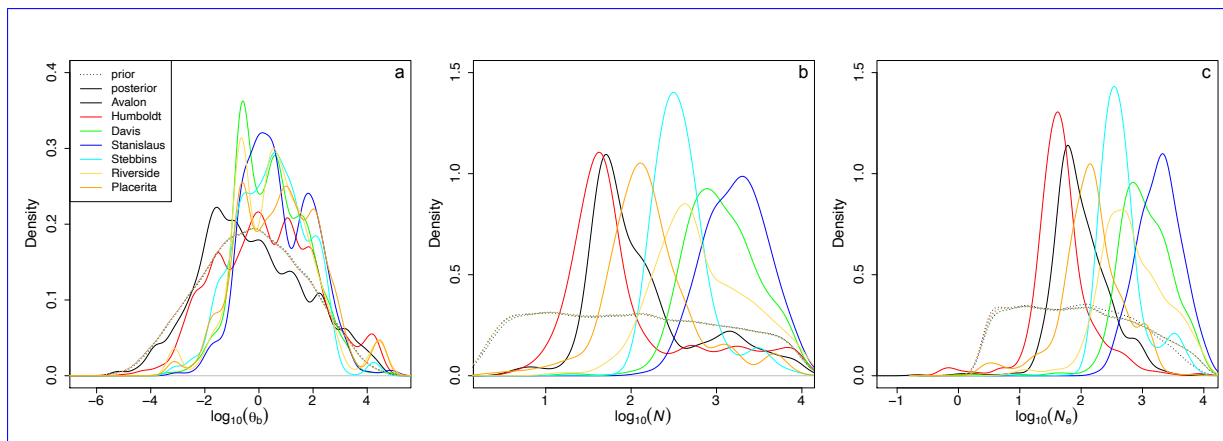 a
prior
posterior
Avalon
Humboldt
Davis
Stanislaus
Stebbins
Riverside
Placerita
Density
0.0 0.1 0.2 0.3 0.4
−6 −4 −2 0 2 4
log10(θb)
b
Density
0.0 0.5 1.0 1.5
1 2 3 4
log10(N)
c
Density
0.0 0.5 1.0 1.5
−1 0 1 2 3 4
log10(Ne)